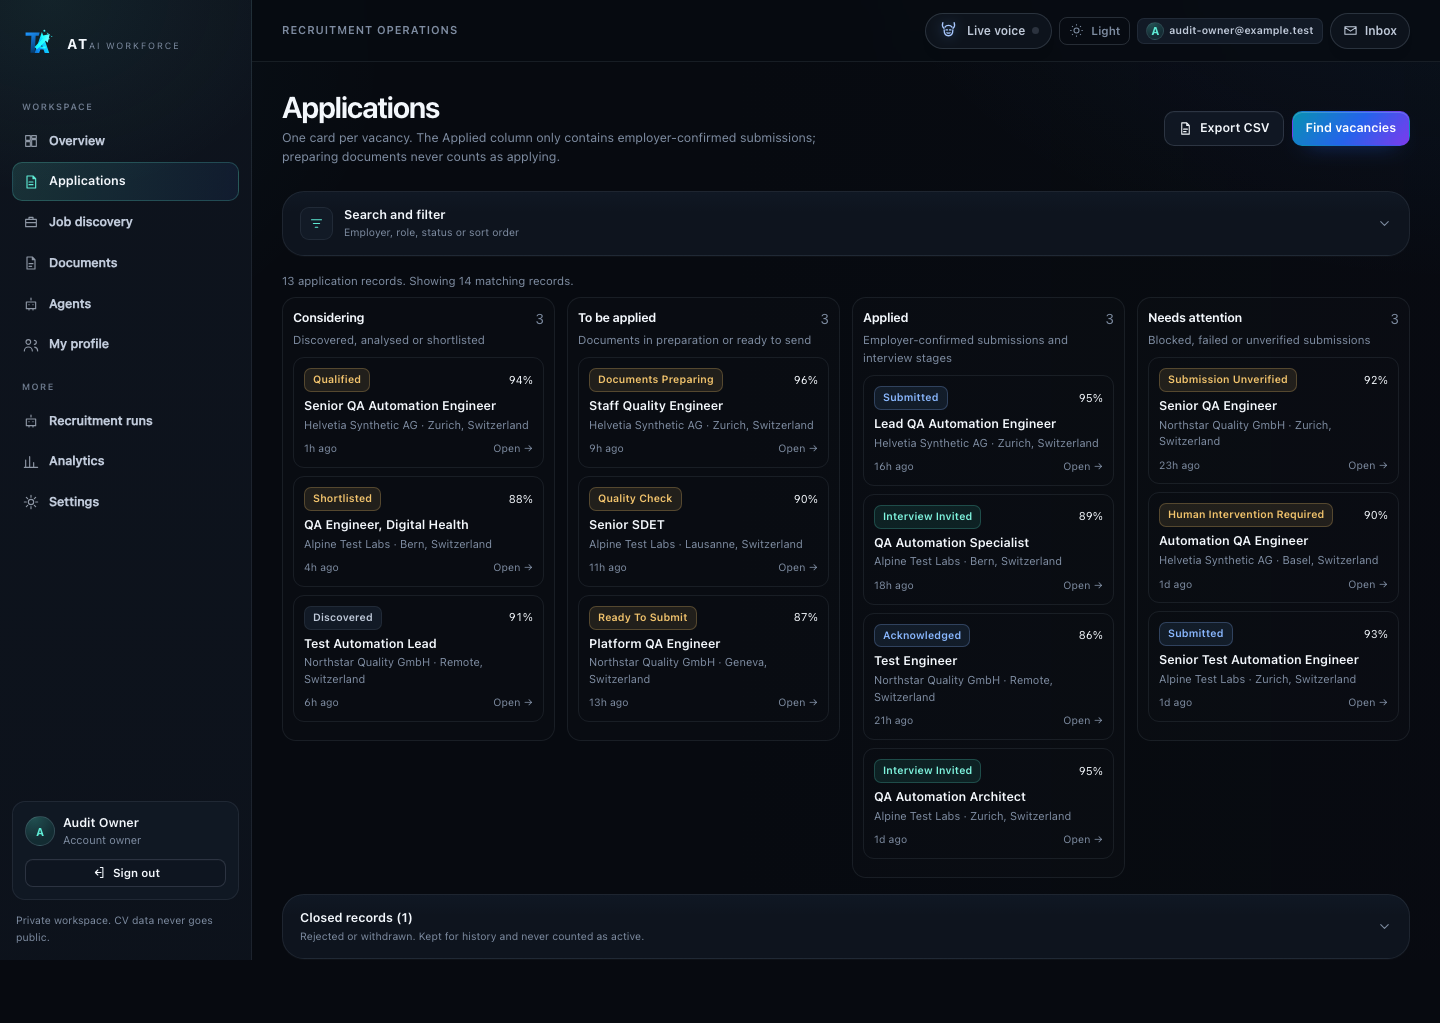 AT AI WORKFORCE
WORKSPACE
Overview
Applications
Job discovery
Documents
Agents
My profile
MORE
Recruitment runs
Analytics
Settings
A
Audit Owner
Account owner
Sign out
Private workspace. CV data never goes
public.
RECRUITMENT OPERATIONS
Live voice
Light
A audit-owner@example.test
Inbox
Applications
One card per vacancy. The Applied column only contains employer-confirmed submissions;
preparing documents never counts as applying.
Export CSV
Find vacancies
Search and filter
Employer, role, status or sort order
13 application records. Showing 14 matching records.
Considering 3
Discovered, analysed or shortlisted
Qualified 94%
Senior QA Automation Engineer
Helvetia Synthetic AG · Zurich, Switzerland
1h ago Open →
Shortlisted 88%
QA Engineer, Digital Health
Alpine Test Labs · Bern, Switzerland
4h ago Open →
Discovered 91%
Test Automation Lead
Northstar Quality GmbH · Remote,
Switzerland
6h ago Open →
To be applied 3
Documents in preparation or ready to send
Documents Preparing 96%
Staff Quality Engineer
Helvetia Synthetic AG · Zurich, Switzerland
9h ago Open →
Quality Check 90%
Senior SDET
Alpine Test Labs · Lausanne, Switzerland
11h ago Open →
Ready To Submit 87%
Platform QA Engineer
Northstar Quality GmbH · Geneva,
Switzerland
13h ago Open →
Applied 3
Employer-confirmed submissions and
interview stages
Submitted 95%
Lead QA Automation Engineer
Helvetia Synthetic AG · Zurich, Switzerland
16h ago Open →
Interview Invited 89%
QA Automation Specialist
Alpine Test Labs · Bern, Switzerland
18h ago Open →
Acknowledged 86%
Test Engineer
Northstar Quality GmbH · Remote,
Switzerland
21h ago Open →
Interview Invited 95%
QA Automation Architect
Alpine Test Labs · Zurich, Switzerland
1d ago Open →
Needs attention 3
Blocked, failed or unverified submissions
Submission Unverified 92%
Senior QA Engineer
Northstar Quality GmbH · Zurich,
Switzerland
23h ago Open →
Human Intervention Required 90%
Automation QA Engineer
Helvetia Synthetic AG · Basel, Switzerland
1d ago Open →
Submitted 93%
Senior Test Automation Engineer
Alpine Test Labs · Zurich, Switzerland
1d ago Open →
Closed records (1)
Rejected or withdrawn. Kept for history and never counted as active.